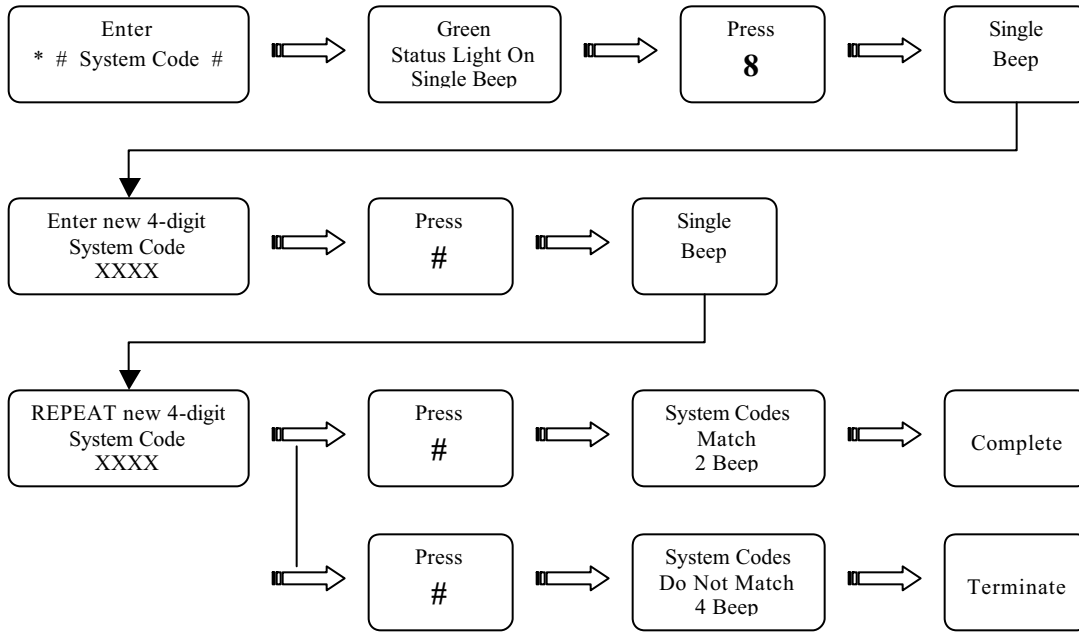 Enter
* # System Code #
Green
Status Light On
Single Beep
Press
8
Single
Beep
Enter new 4-digit
System Code
XXXX
Press
#
Single
Beep
REPEAT new 4-digit
System Code
XXXX
Press
#
System Codes
Match
2 Beep
Complete
Press
#
System Codes
Do Not Match
4 Beep
Terminate